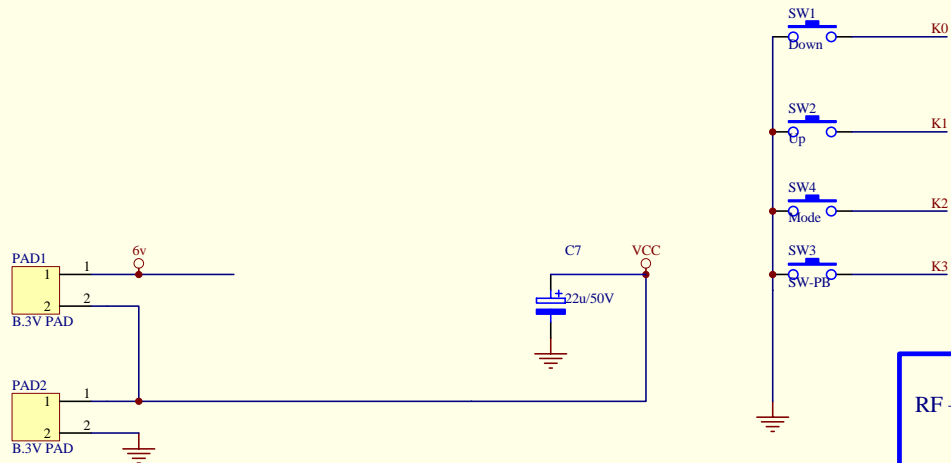 SW1
Down
K0
SW2
Up
K1
SW4
Mode
K2
SW3
SW-PB
K3
PAD1
1
2
1
2
B.3V PAD
6v
C7
VCC
+
22u/50V
PAD2
1
2
1
2
B.3V PAD
RF -